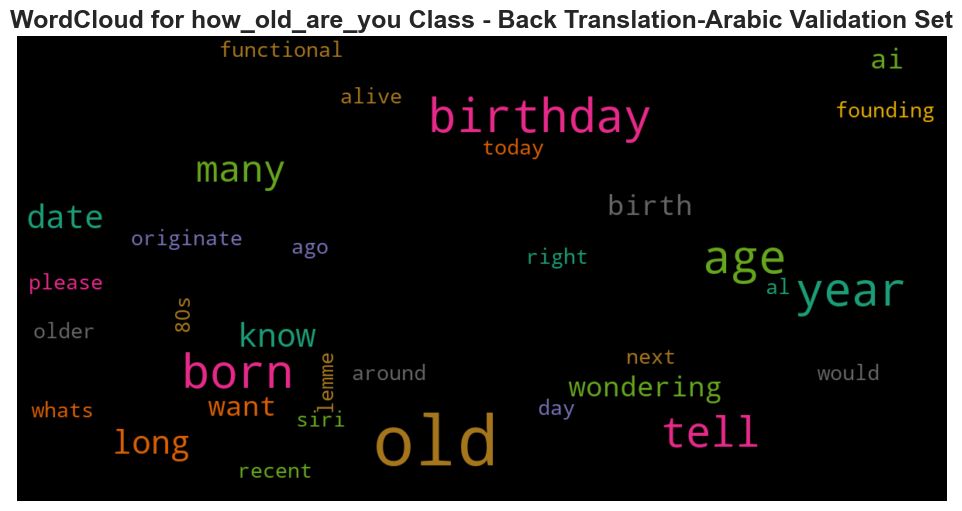 WordCloud for how_old_are_you Class - Back Translation-Arabic Validation Set
functional
ai
alive
birthday
founding
today
many
date
birth
originate
ago
right
age
al
year
please
80s
older
know
next
born
lemme
around
would
wondering
whats
want
siri
day
long
old
tell
recent